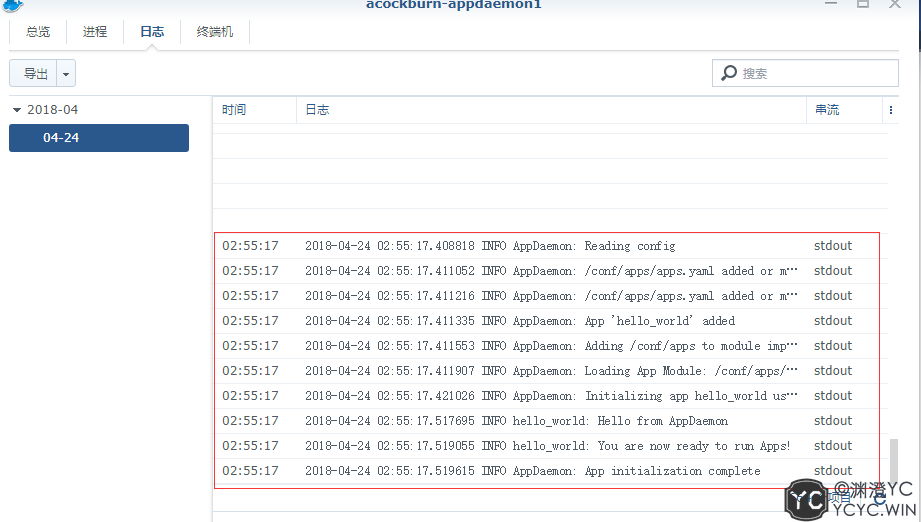 acockburn-appdaemon1
总览 进程 日志 终端机
导出 搜索
2018-04
04-24
时间 日志 串流
02:55:17 2018-04-24 02:55:17.408818 INFO AppDaemon: Reading config stdout
02:55:17 2018-04-24 02:55:17.411052 INFO AppDaemon: /conf/apps/apps.yaml added or m… stdout
02:55:17 2018-04-24 02:55:17.411216 INFO AppDaemon: /conf/apps/apps.yaml added or m… stdout
02:55:17 2018-04-24 02:55:17.411335 INFO AppDaemon: App 'hello_world' added stdout
02:55:17 2018-04-24 02:55:17.411553 INFO AppDaemon: Adding /conf/apps to module imp… stdout
02:55:17 2018-04-24 02:55:17.411907 INFO AppDaemon: Loading App Module: /conf/apps/… stdout
02:55:17 2018-04-24 02:55:17.421026 INFO AppDaemon: Initializing app hello_world us… stdout
02:55:17 2018-04-24 02:55:17.517695 INFO hello_world: Hello from AppDaemon stdout
02:55:17 2018-04-24 02:55:17.519055 INFO hello_world: You are now ready to run Apps! stdout
02:55:17 2018-04-24 02:55:17.519615 INFO AppDaemon: App initialization complete stdout
YC ©渊澄YC
YCYC.WIN